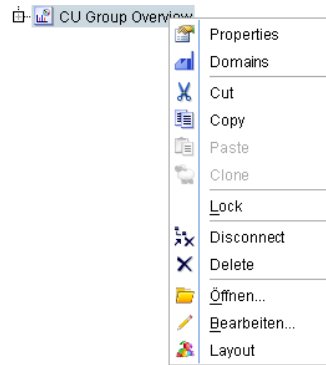 CU Group Overview
Properties
Domains
Cut
Copy
Paste
Clone
Lock
Disconnect
Delete
Öffnen...
Bearbeiten...
Layout